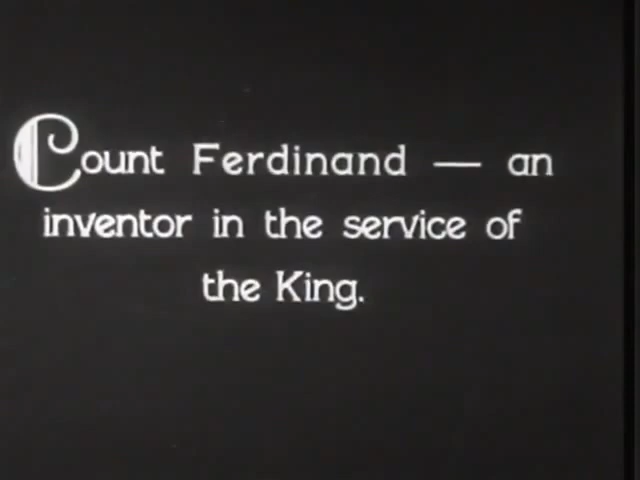 Count Ferdinand — an
inventor in the service of
the King.